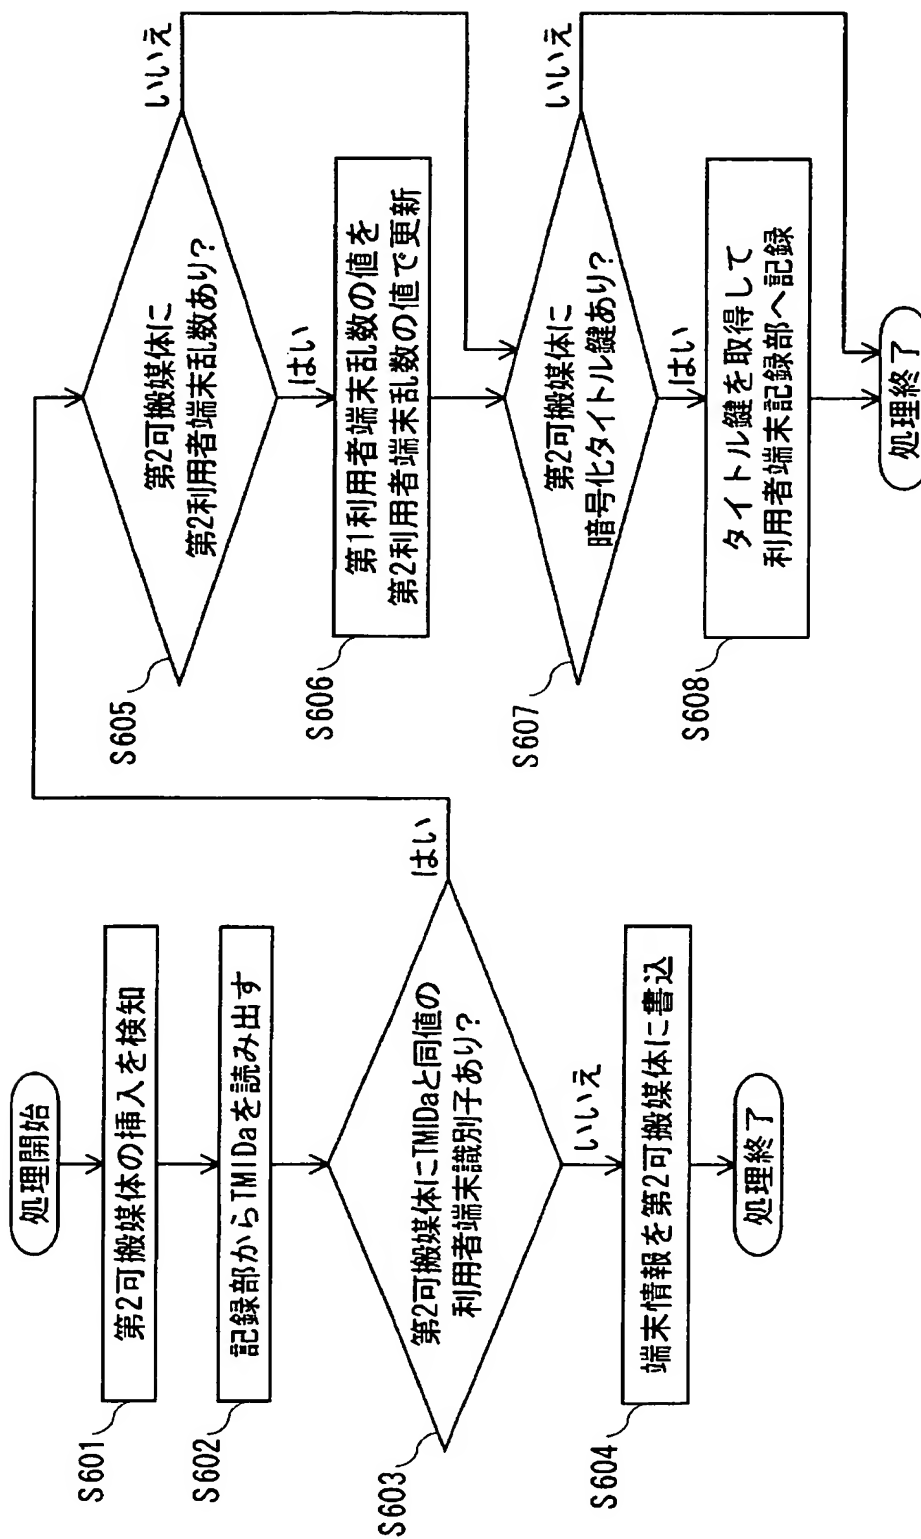 処理開始
S601
第2可搬媒体の挿入を検知
S602
記録部からTMIDaを読み出す
S603
第2可搬媒体にTMIDaと同値の
利用者端末識別子あり？
はい
いいえ
S604
端末情報を第2可搬媒体に書込
処理終了
S605
第2可搬媒体に
第2利用者端末乱数あり？
いいえ
はい
S606
第1利用者端末乱数の値を
第2利用者端末乱数の値で更新
S607
第2可搬媒体に
暗号化タイトル鍵あり？
いいえ
はい
S608
タイトル鍵を取得して
利用者端末記録部へ記録
処理終了